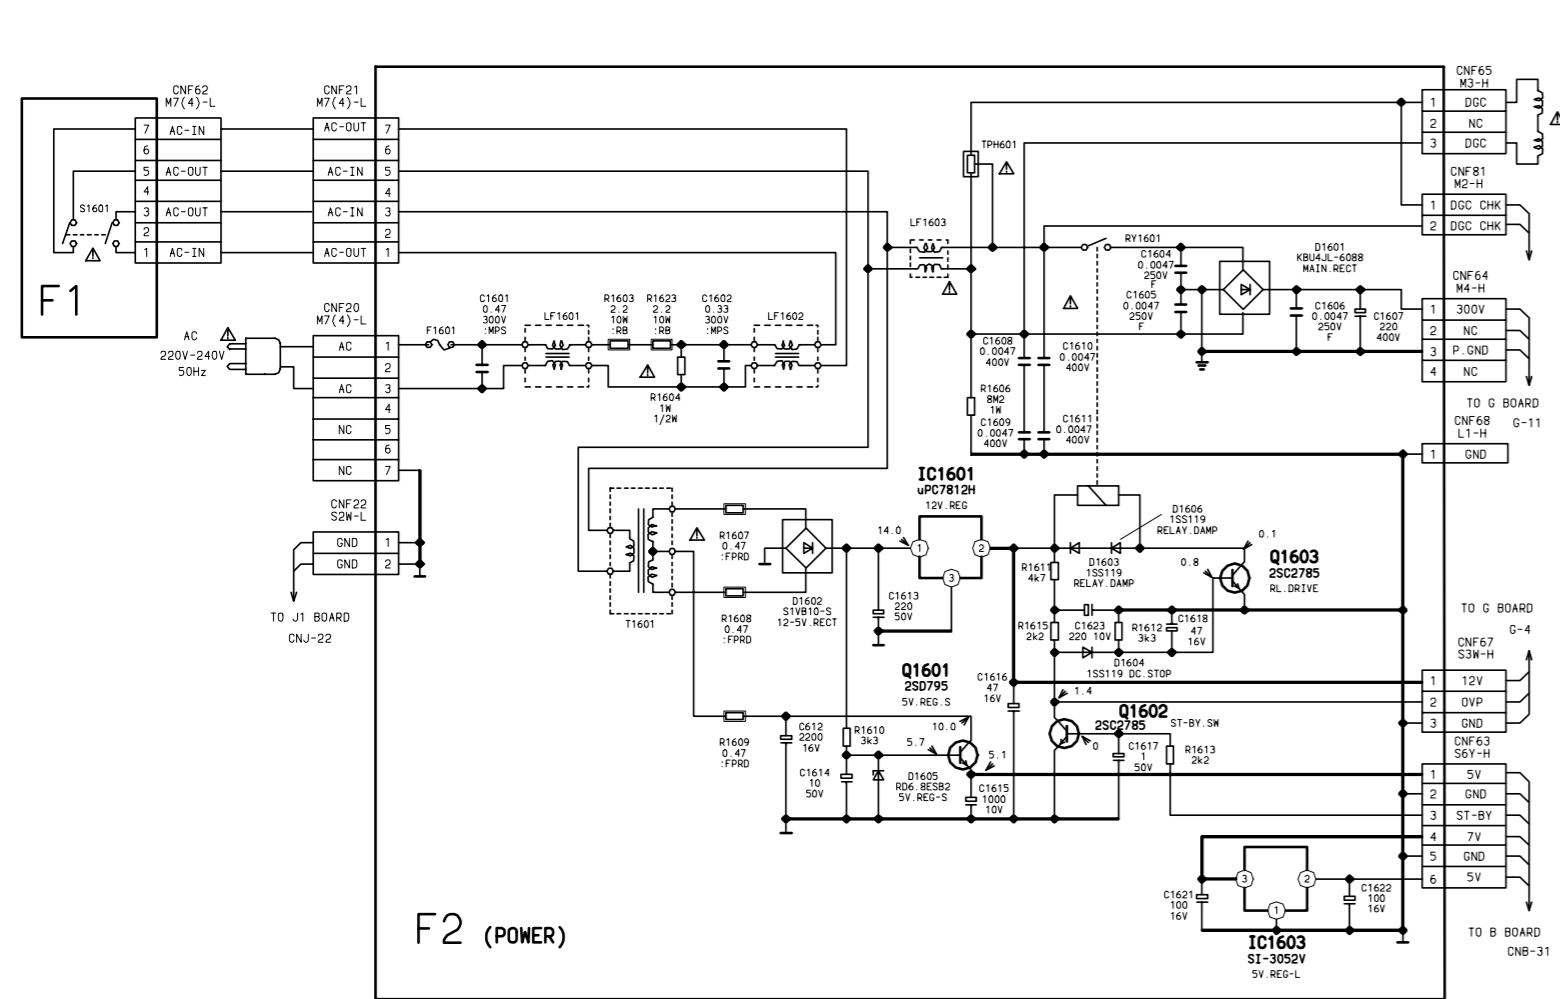 CNF62
M7(4)-L
7 AC-IN
6
5 AC-OUT
4
3 AC-OUT
2
1 AC-IN
S1601
F1
CNF21
M7(4)-L
AC-OUT 7
6
AC-IN 5
4
AC-IN 3
2
AC-OUT 1
AC
220V-240V
50Hz
CNF20
M7(4)-L
AC 1
2
AC 3
4
NC 5
6
NC 7
CNF22
S2W-L
GND 1
GND 2
TO J1 BOARD
CNJ-22
F1601
C1601
0.47
300V
:MPS
LF1601
R1603
2.2
10W
:RB
R1623
2.2
10W
:RB
C1602
0.33
300V
:MPS
LF1602
R1604
1W
1/2W
TPH601
LF1603
RY1601
C1604
0.0047
250V
F
C1605
0.0047
250V
F
D1601
KBU4JL-6088
MAIN.RECT
C1606
0.0047
250V
F
C1607
220
400V
C1608
0.0047
400V
C1610
0.0047
400V
R1606
8M2
1W
C1609
0.0047
400V
C1611
0.0047
400V
CNF65
M3-H
1 DGC
2 NC
3 DGC
CNF81
M2-H
1 DGC CHK
2 DGC CHK
CNF64
M4-H
1 300V
2 NC
3 P.GND
4 NC
TO G BOARD
G-11
CNF68
L1-H
1 GND
T1601
R1607
0.47
:FPRD
R1608
0.47
:FPRD
D1602
S1VB10-S
12-5V.RECT
14.0
IC1601
uPC7812H
12V.REG
1
2
3
C1613
220
50V
D1606
1SS119
RELAY.DAMP
D1603
1SS119
RELAY.DAMP
0.1
0.8
Q1603
2SC2785
RL.DRIVE
R1611
4k7
R1615
2k2
C1623
220 10V
R1612
3k3
C1618
47
16V
D1604
1SS119 DC.STOP
1.4
Q1601
2SD795
5V.REG.S
C1616
47
16V
Q1602
2SC2785
ST-BY.SW
0
C1617
1
50V
R1613
2k2
R1609
0.47
:FPRD
C612
2200
16V
R1610
3k3
C1614
10
50V
10.0
5.7
5.1
D1605
RD6.8ESB2
5V.REG-S
C1615
1000
10V
TO G BOARD
G-4
CNF67
S3W-H
1 12V
2 OVP
3 GND
CNF63
S6Y-H
1 5V
2 GND
3 ST-BY
4 7V
5 GND
6 5V
C1621
100
16V
3
2
1
C1622
100
16V
IC1603
SI-3052V
5V.REG-L
TO B BOARD
CNB-31
F2 (POWER)